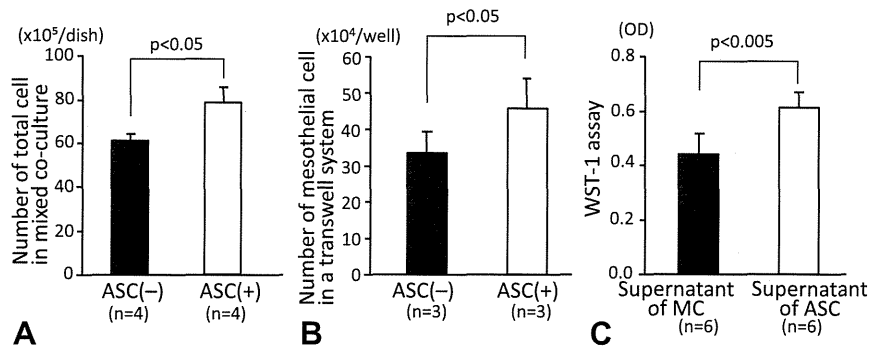 (x10⁵/dish)
p<0.05
Number of total cell
in mixed co-culture
100
80
60
40
20
0
ASC(−)
ASC(+)
(n=4)
(n=4)
A
(x10⁴/well)
p<0.05
Number of mesothelial cell
in a transwell system
60
50
40
30
20
10
0
ASC(−)
ASC(+)
(n=3)
(n=3)
B
(OD)
p<0.005
WST-1 assay
0.8
0.6
0.4
0.2
0.0
Supernatant
of MC
(n=6)
Supernatant
of ASC
(n=6)
C